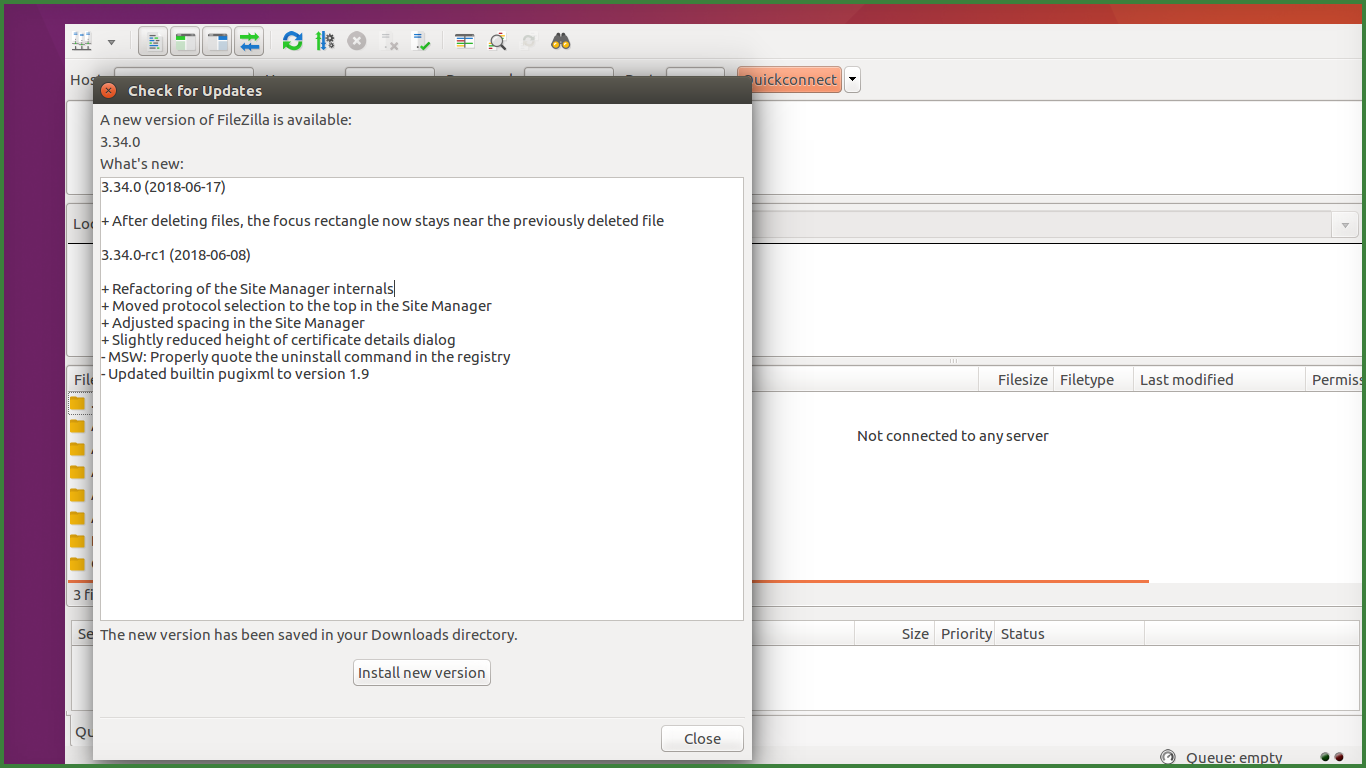 Quickconnect
Check for Updates
A new version of FileZilla is available:
3.34.0
What's new:
3.34.0 (2018-06-17)
+ After deleting files, the focus rectangle now stays near the previously deleted file
3.34.0-rc1 (2018-06-08)
+ Refactoring of the Site Manager internals
+ Moved protocol selection to the top in the Site Manager
+ Adjusted spacing in the Site Manager
+ Slightly reduced height of certificate details dialog
- MSW: Properly quote the uninstall command in the registry
- Updated builtin pugixml to version 1.9
Filesize Filetype Last modified
Not connected to any server
The new version has been saved in your Downloads directory.
Size Priority Status
Install new version
Close
Queue: empty